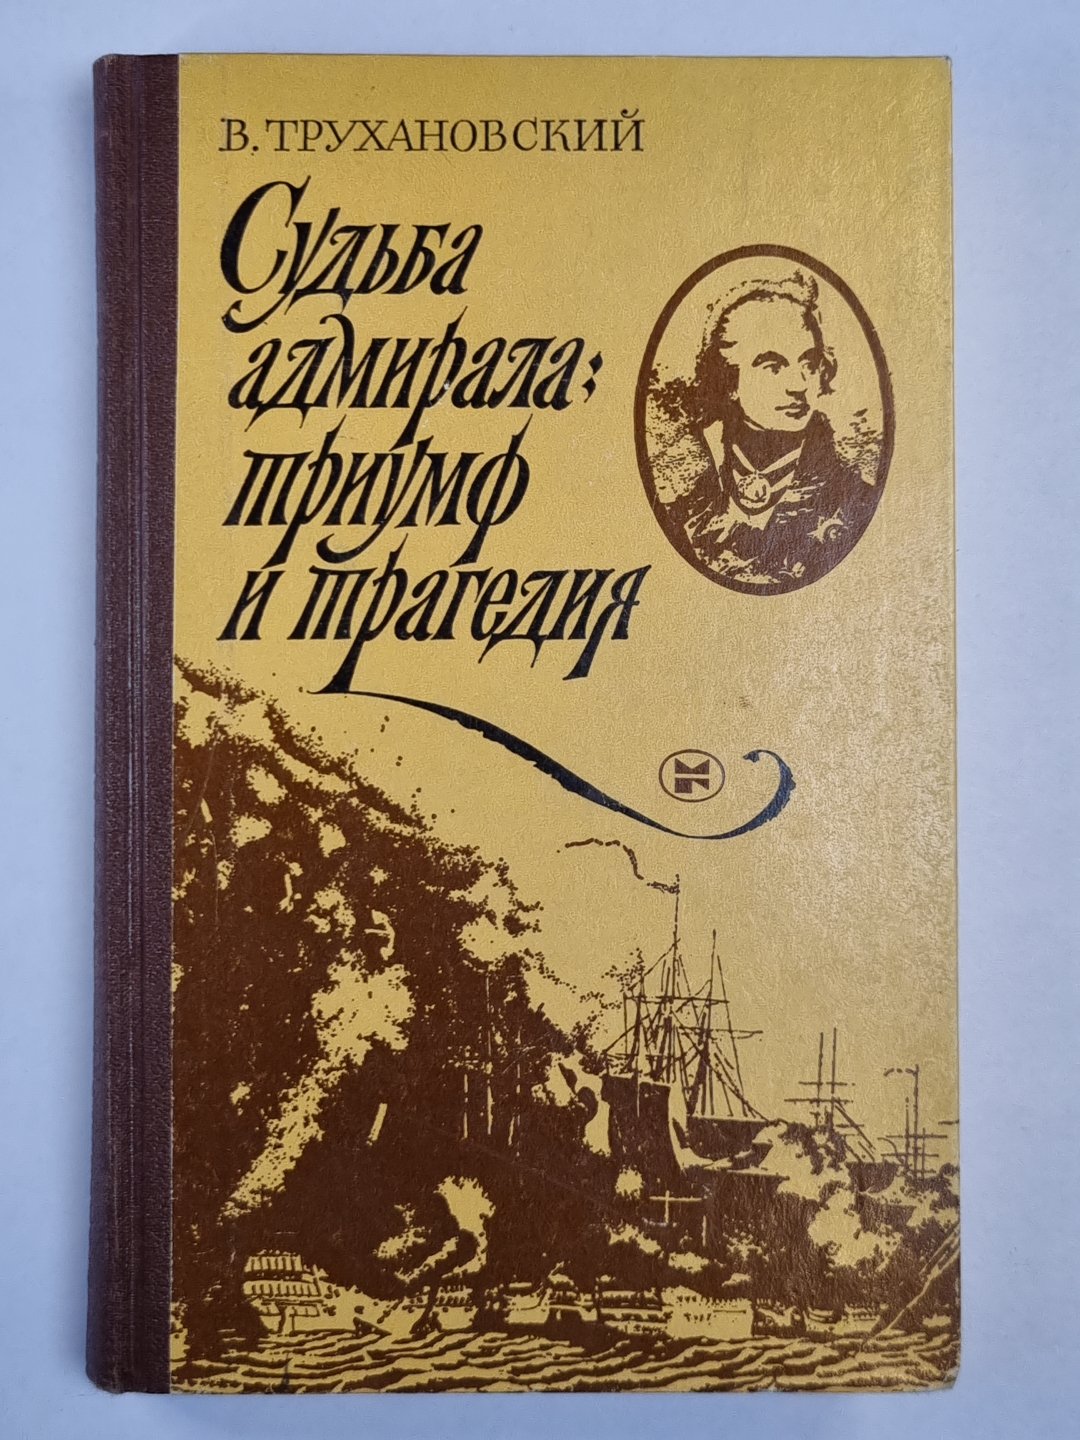 В. ТРУХАНОВСКИЙ
Судьба
адмирала:
триумф
и трагедия